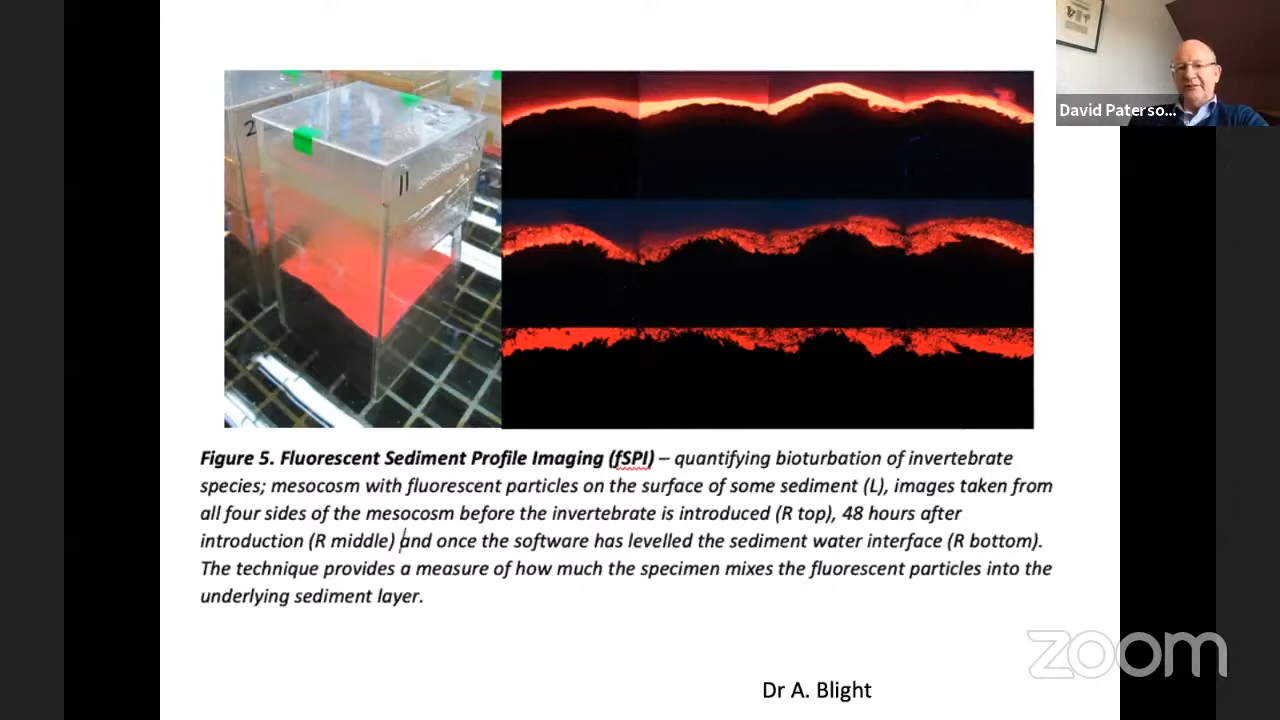 David Paterso...
2
11
Figure 5. Fluorescent Sediment Profile Imaging (fSPI) – quantifying bioturbation of invertebrate
species; mesocosm with fluorescent particles on the surface of some sediment (L), images taken from
all four sides of the mesocosm before the invertebrate is introduced (R top), 48 hours after
introduction (R middle) and once the software has levelled the sediment water interface (R bottom).
The technique provides a measure of how much the specimen mixes the fluorescent particles into the
underlying sediment layer.
zoom
Dr A. Blight